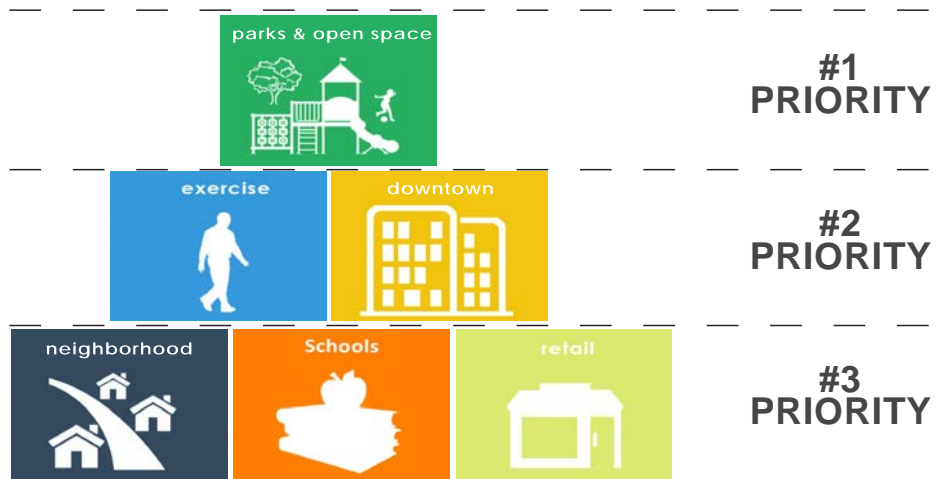 parks & open space
#1
PRIORITY
exercise
downtown
#2
PRIORITY
neighborhood
Schools
retail
#3
PRIORITY